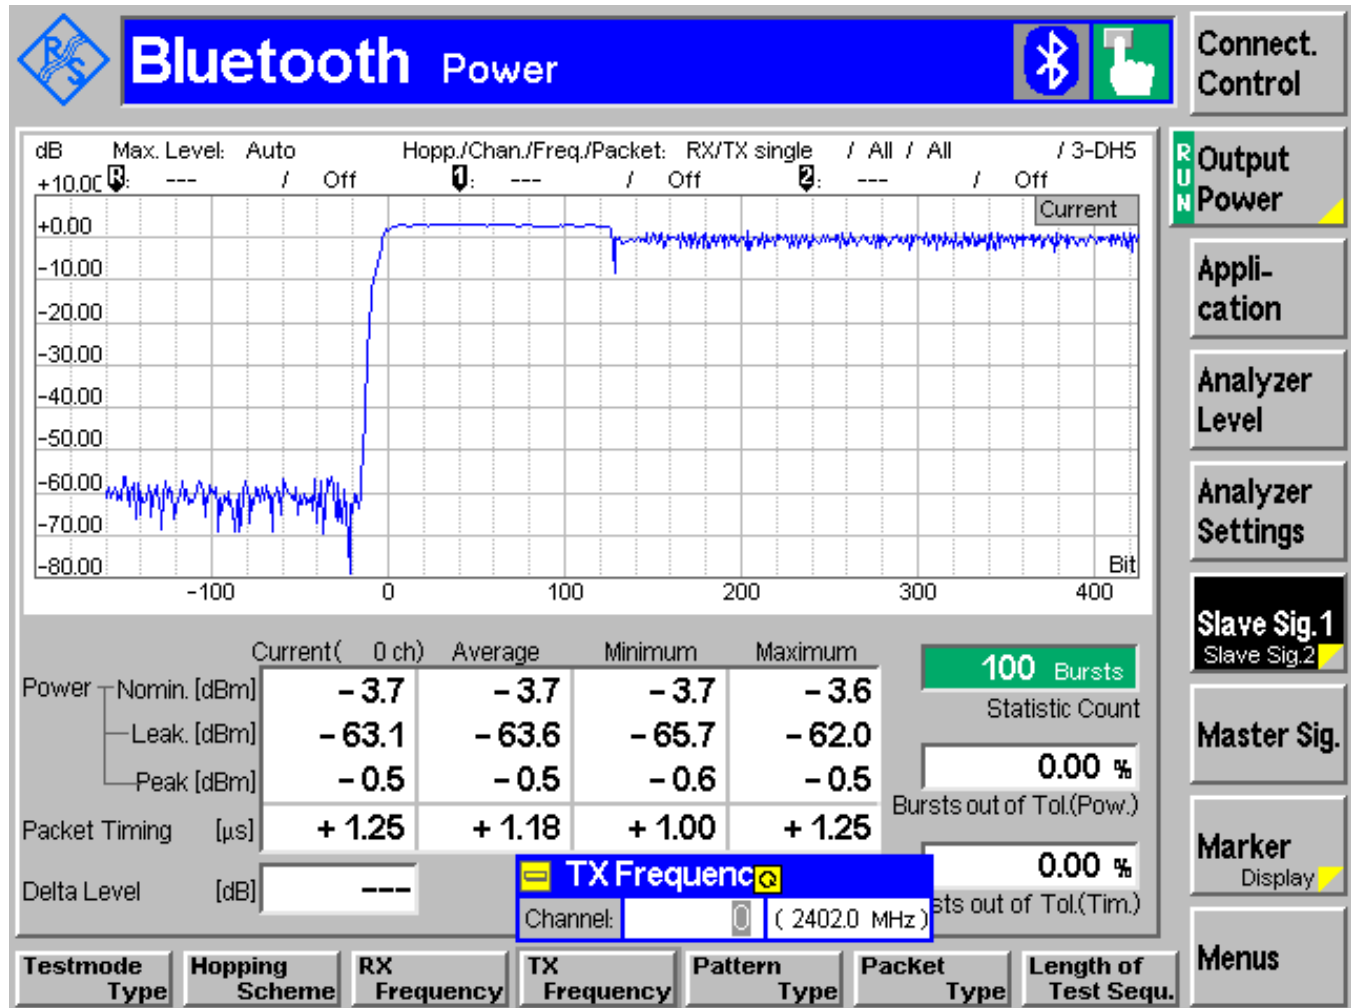 R S
Bluetooth Power
Connect. Control
dB Max. Level: Auto Hopp./Chan./Freq./Packet: RX/TX single / All / All / 3-DH5
+10.00 R: --- / Off 1: --- / Off 2: --- / Off
RUN Output Power
Current
+0.00
-10.00
Appli-cation
-20.00
-30.00
-40.00
Analyzer Level
-50.00
-60.00
Analyzer Settings
-70.00
-80.00
Bit
-100 0 100 200 300 400
Slave Sig.1
Slave Sig.2
Current( 0 ch) Average Minimum Maximum
100 Bursts
Statistic Count
Power Nomin. [dBm] -3.7 -3.7 -3.7 -3.6
Leak. [dBm] -63.1 -63.6 -65.7 -62.0
Master Sig.
0.00 %
Peak [dBm] -0.5 -0.5 -0.6 -0.5
Bursts out of Tol.(Pow.)
Packet Timing [µs] +1.25 +1.18 +1.00 +1.25
Marker
Display
0.00 %
TX Frequenc
Delta Level [dB] ---
Channel: 0 ( 2402.0 MHz )
sts out of Tol.(Tim.)
Menus
Testmode Type
Hopping Scheme
RX Frequency
TX Frequency
Pattern Type
Packet Type
Length of Test Sequ.